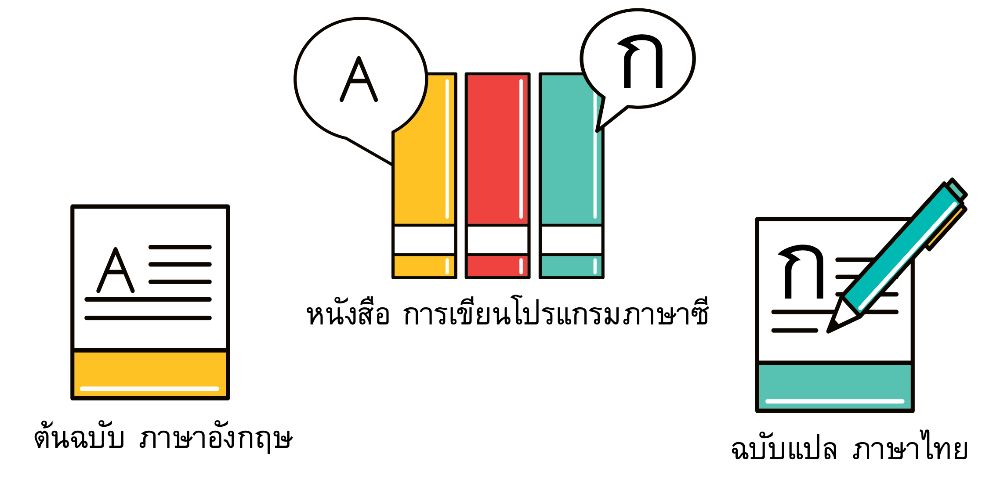 A
ก
A
ก
หนังสือ การเขียนโปรแกรมภาษาซี
ต้นฉบับ ภาษาอังกฤษ
ฉบับแปล ภาษาไทย